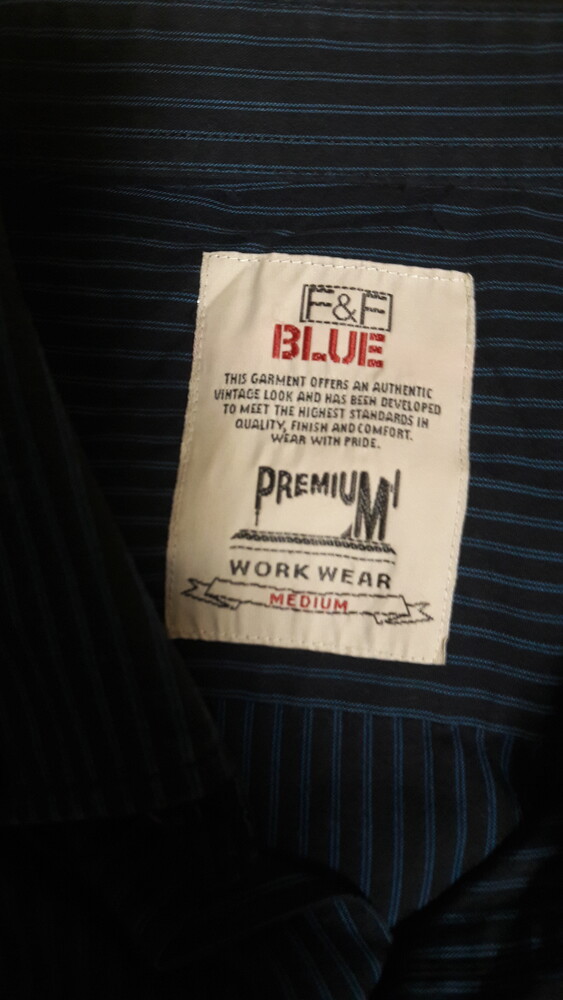 F&F
BLUE
THIS GARMENT OFFERS AN AUTHENTIC
VINTAGE LOOK AND HAS BEEN DEVELOPED
TO MEET THE HIGHEST STANDARDS IN
QUALITY, FINISH AND COMFORT.
WEAR WITH PRIDE.
PREMIUM
WORK WEAR
MEDIUM